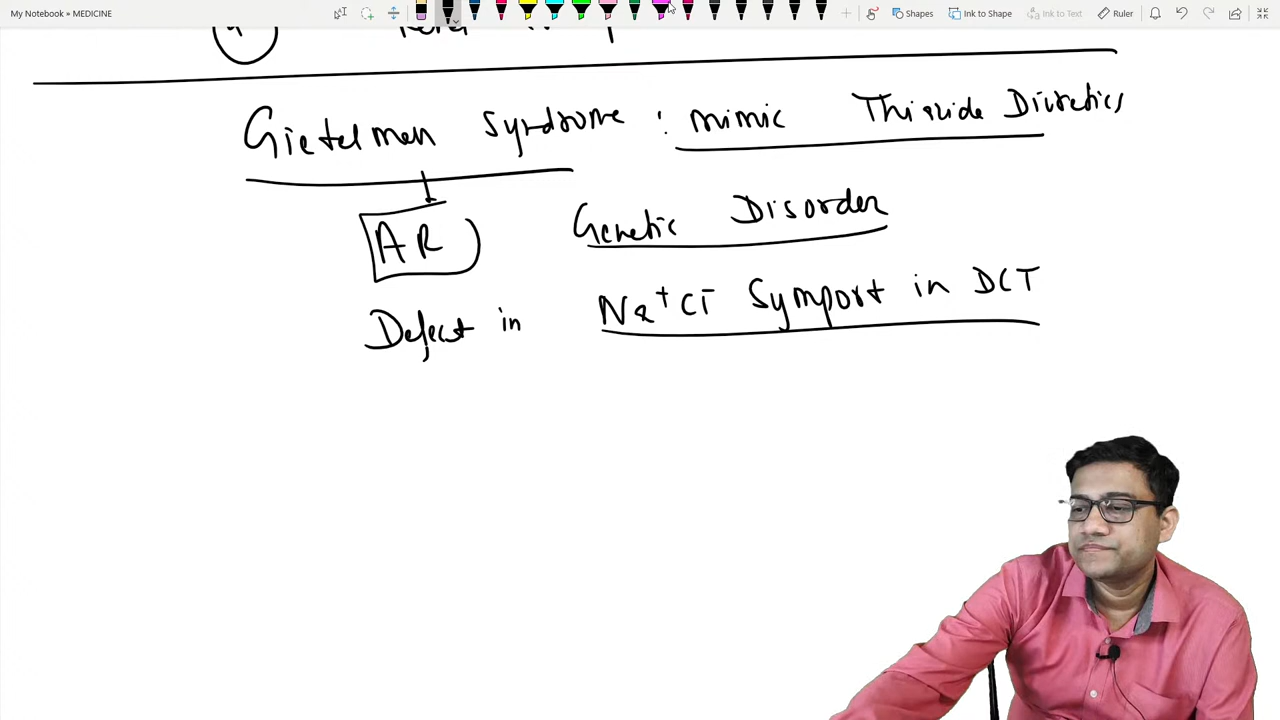 My Notebook » MEDICINE
Shapes Ink to Shape Ink to Text Ruler
Gietelmen Syndrome : mimic Thiazide Diuretics
AR Genetic Disorder
Defect in Na+Cl- Symport in DCT